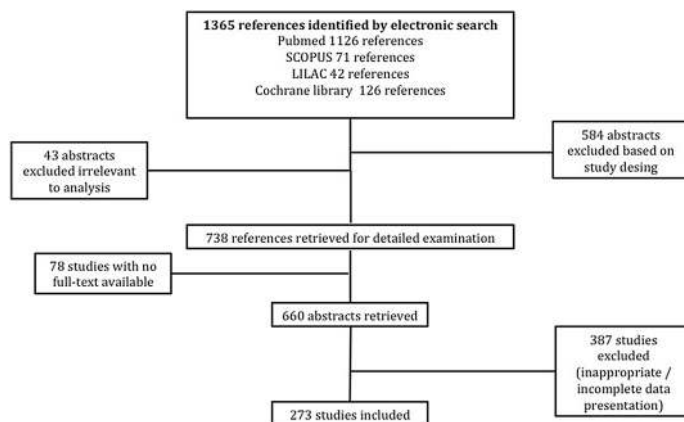 1365 references identified by electronic search
Pubmed 1126 references
SCOPUS 71 references
LILAC 42 references
Cochrane library 126 references
43 abstracts
excluded irrelevant
to analysis
584 abstracts
excluded based on
study desing
738 references retrieved for detailed examination
78 studies with no
full-text available
660 abstracts retrieved
387 studies
excluded
(inappropriate /
incomplete data
presentation)
273 studies included